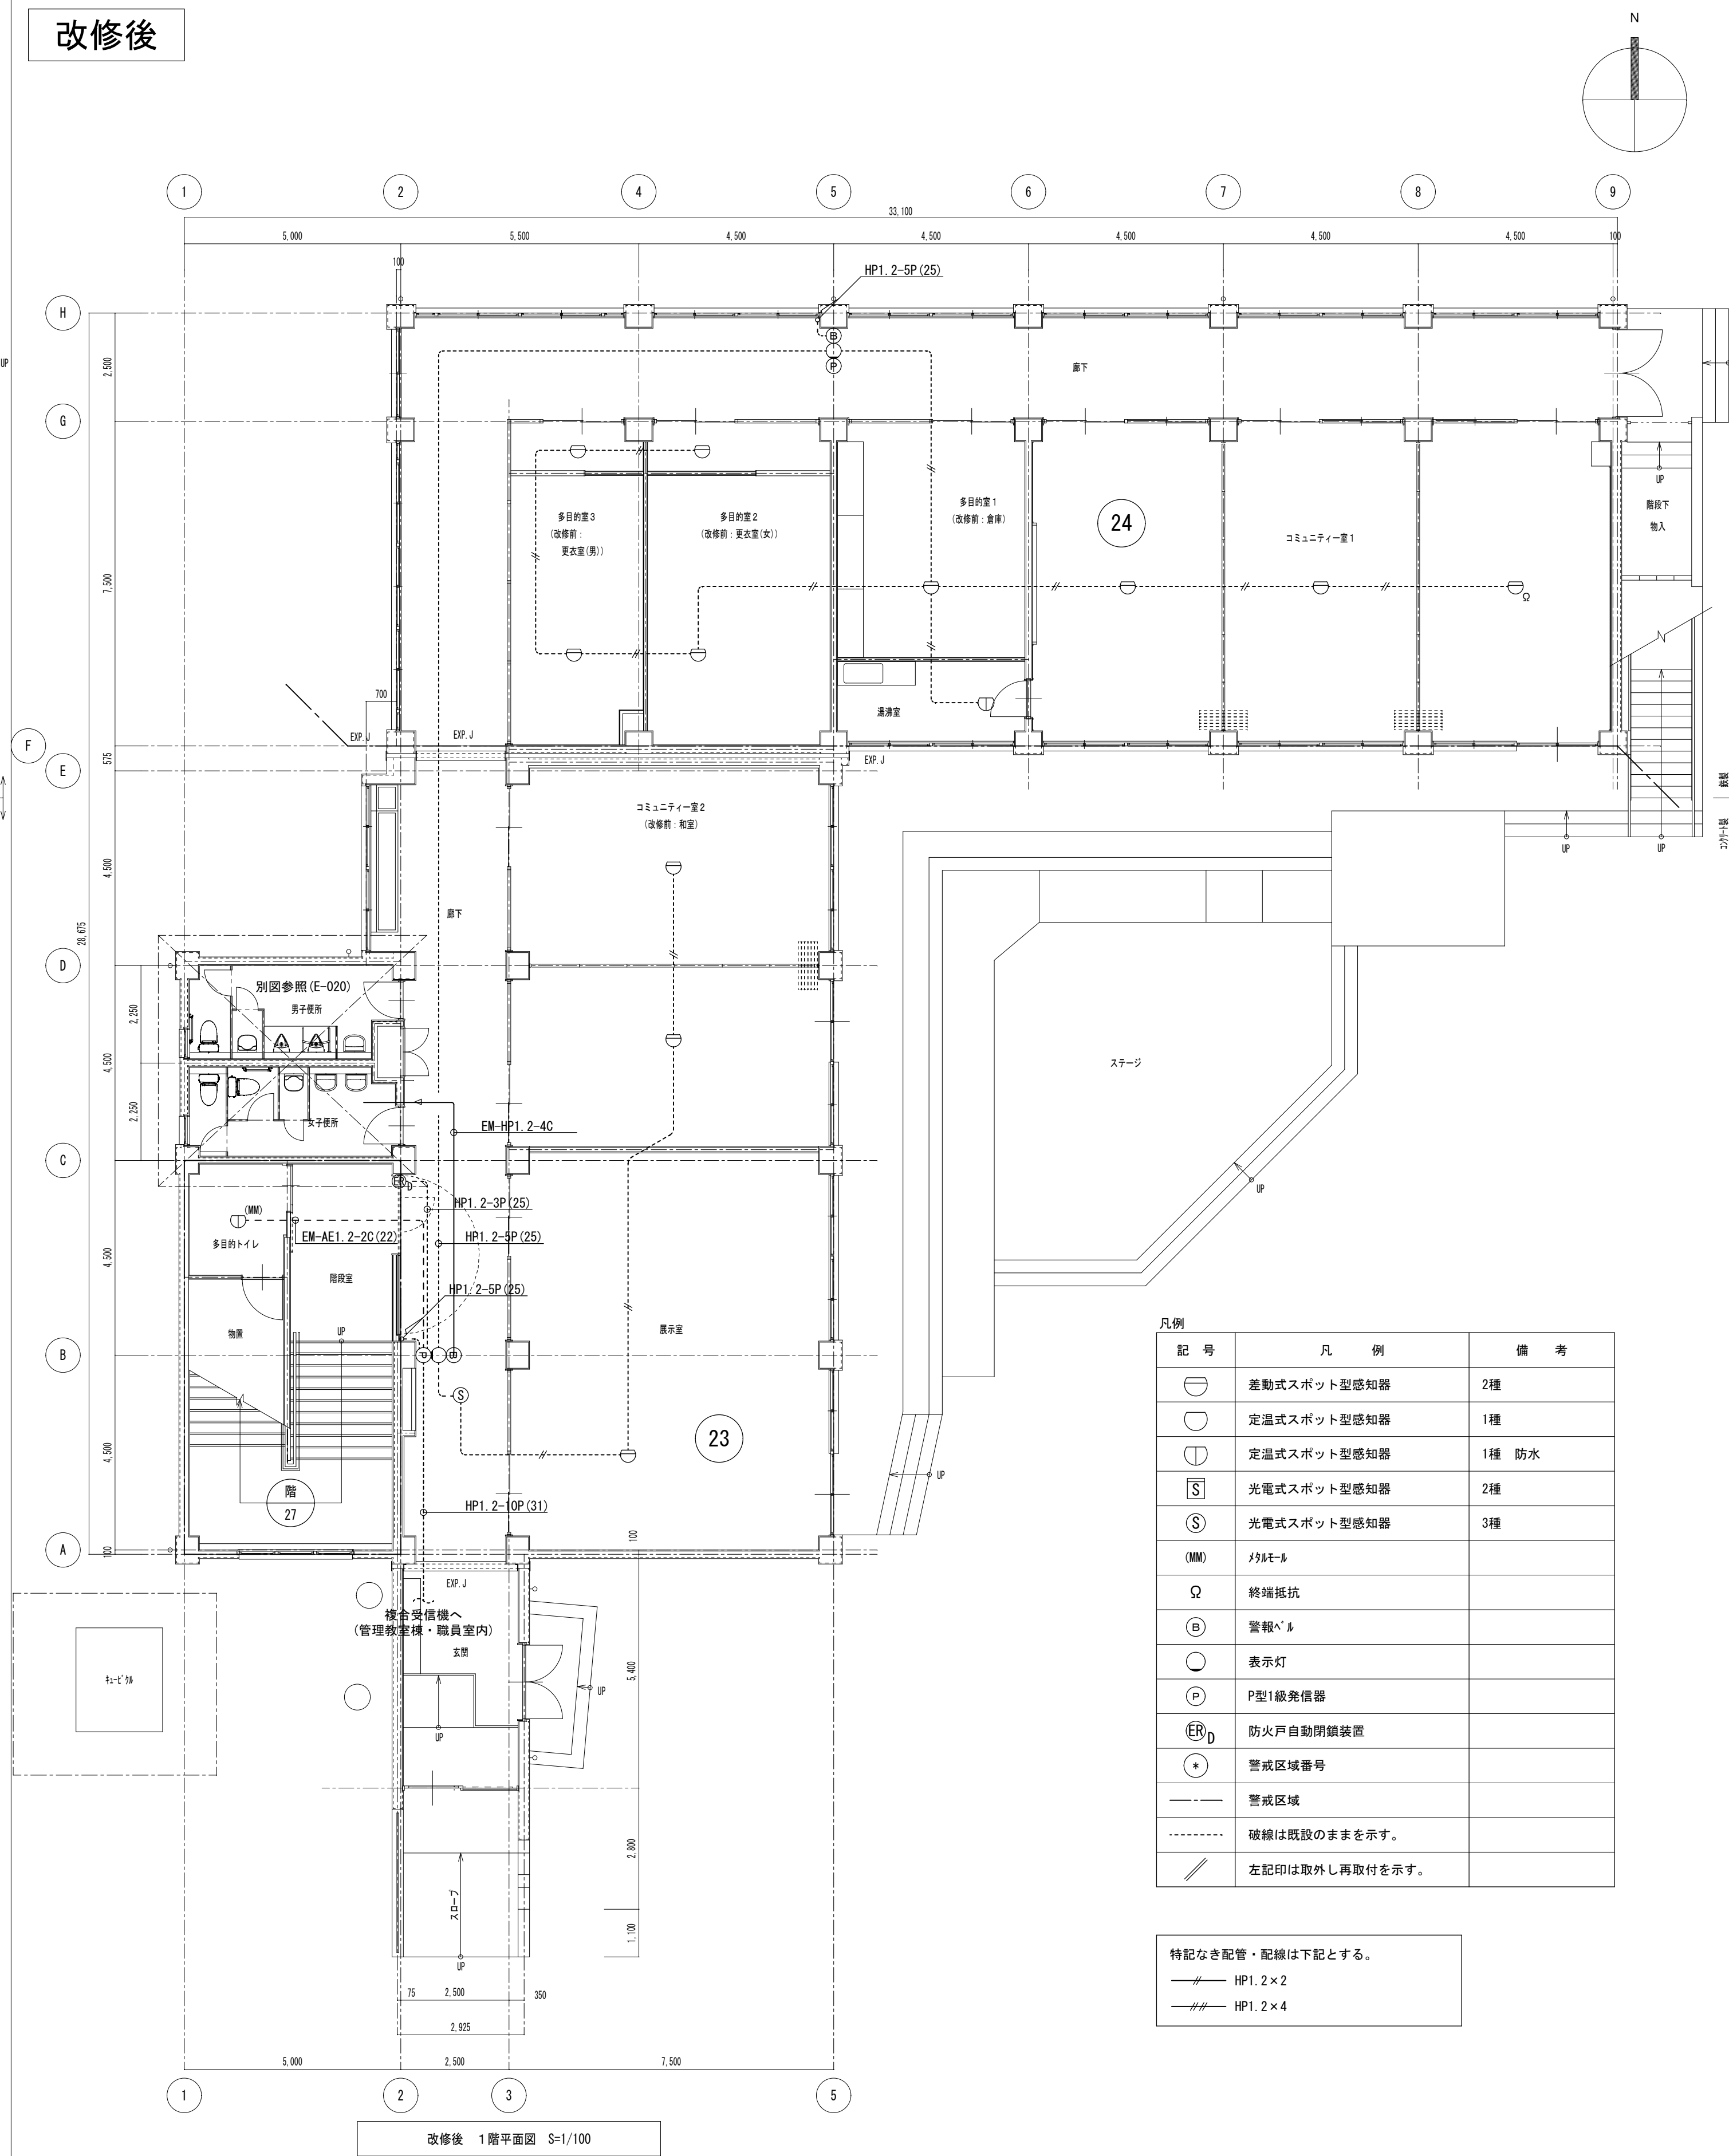 改修後
N
1 2 4 5 6 7 8 9
33,100
5,000 5,500 4,500 4,500 4,500 4,500 4,500 100
100
HP1.2-5P(25)
H
B
P
UP
2,500
廊下
G
UP
階段下
物入
多目的室3
(改修前:
更衣室(男))
多目的室2
(改修前:更衣室(女))
多目的室1
(改修前:倉庫)
24
コミュニティー室1
7,500
Ω
N
700
湯沸室
F
EXP.J
EXP.J
EXP.J
575
E
鉄製
コンクリート製
UP
UP
コミュニティー室2
(改修前:和室)
4,500
廊下
28,675
D
別図参照(E-020)
男子便所
2,250
4,500
ステージ
2,250
女子便所
EM-HP1.2-4C
C
ER D
UP
(MM)
HP1.2-3P(25)
多目的トイレ
EM-AE1.2-2C(22)
HP1.2-5P(25)
4,500
階段室
HP1.2-5P(25)
物置
UP
展示室
B
P B
S
23
4,500
UP
階
27
HP1.2-10P(31)
A
100
100
EXP.J
複合受信機へ
(管理教室棟・職員室内)
玄関
キュービクル
5,400
UP
UP
2,800
スロープ
1,100
UP
75 2,500 350
2,925
5,000 2,500 7,500
1 2 3 5
改修後 1階平面図 S=1/100
凡例
記 号 凡 例 備 考
差動式スポット型感知器 2種
定温式スポット型感知器 1種
定温式スポット型感知器 1種 防水
S 光電式スポット型感知器 2種
S 光電式スポット型感知器 3種
(MM) メタルモール
Ω 終端抵抗
B 警報ベル
表示灯
P P型1級発信器
ER D 防火戸自動閉鎖装置
* 警戒区域番号
警戒区域
破線は既設のままを示す。
左記印は取外し再取付を示す。
特記なき配管・配線は下記とする。
HP1.2×2
HP1.2×4